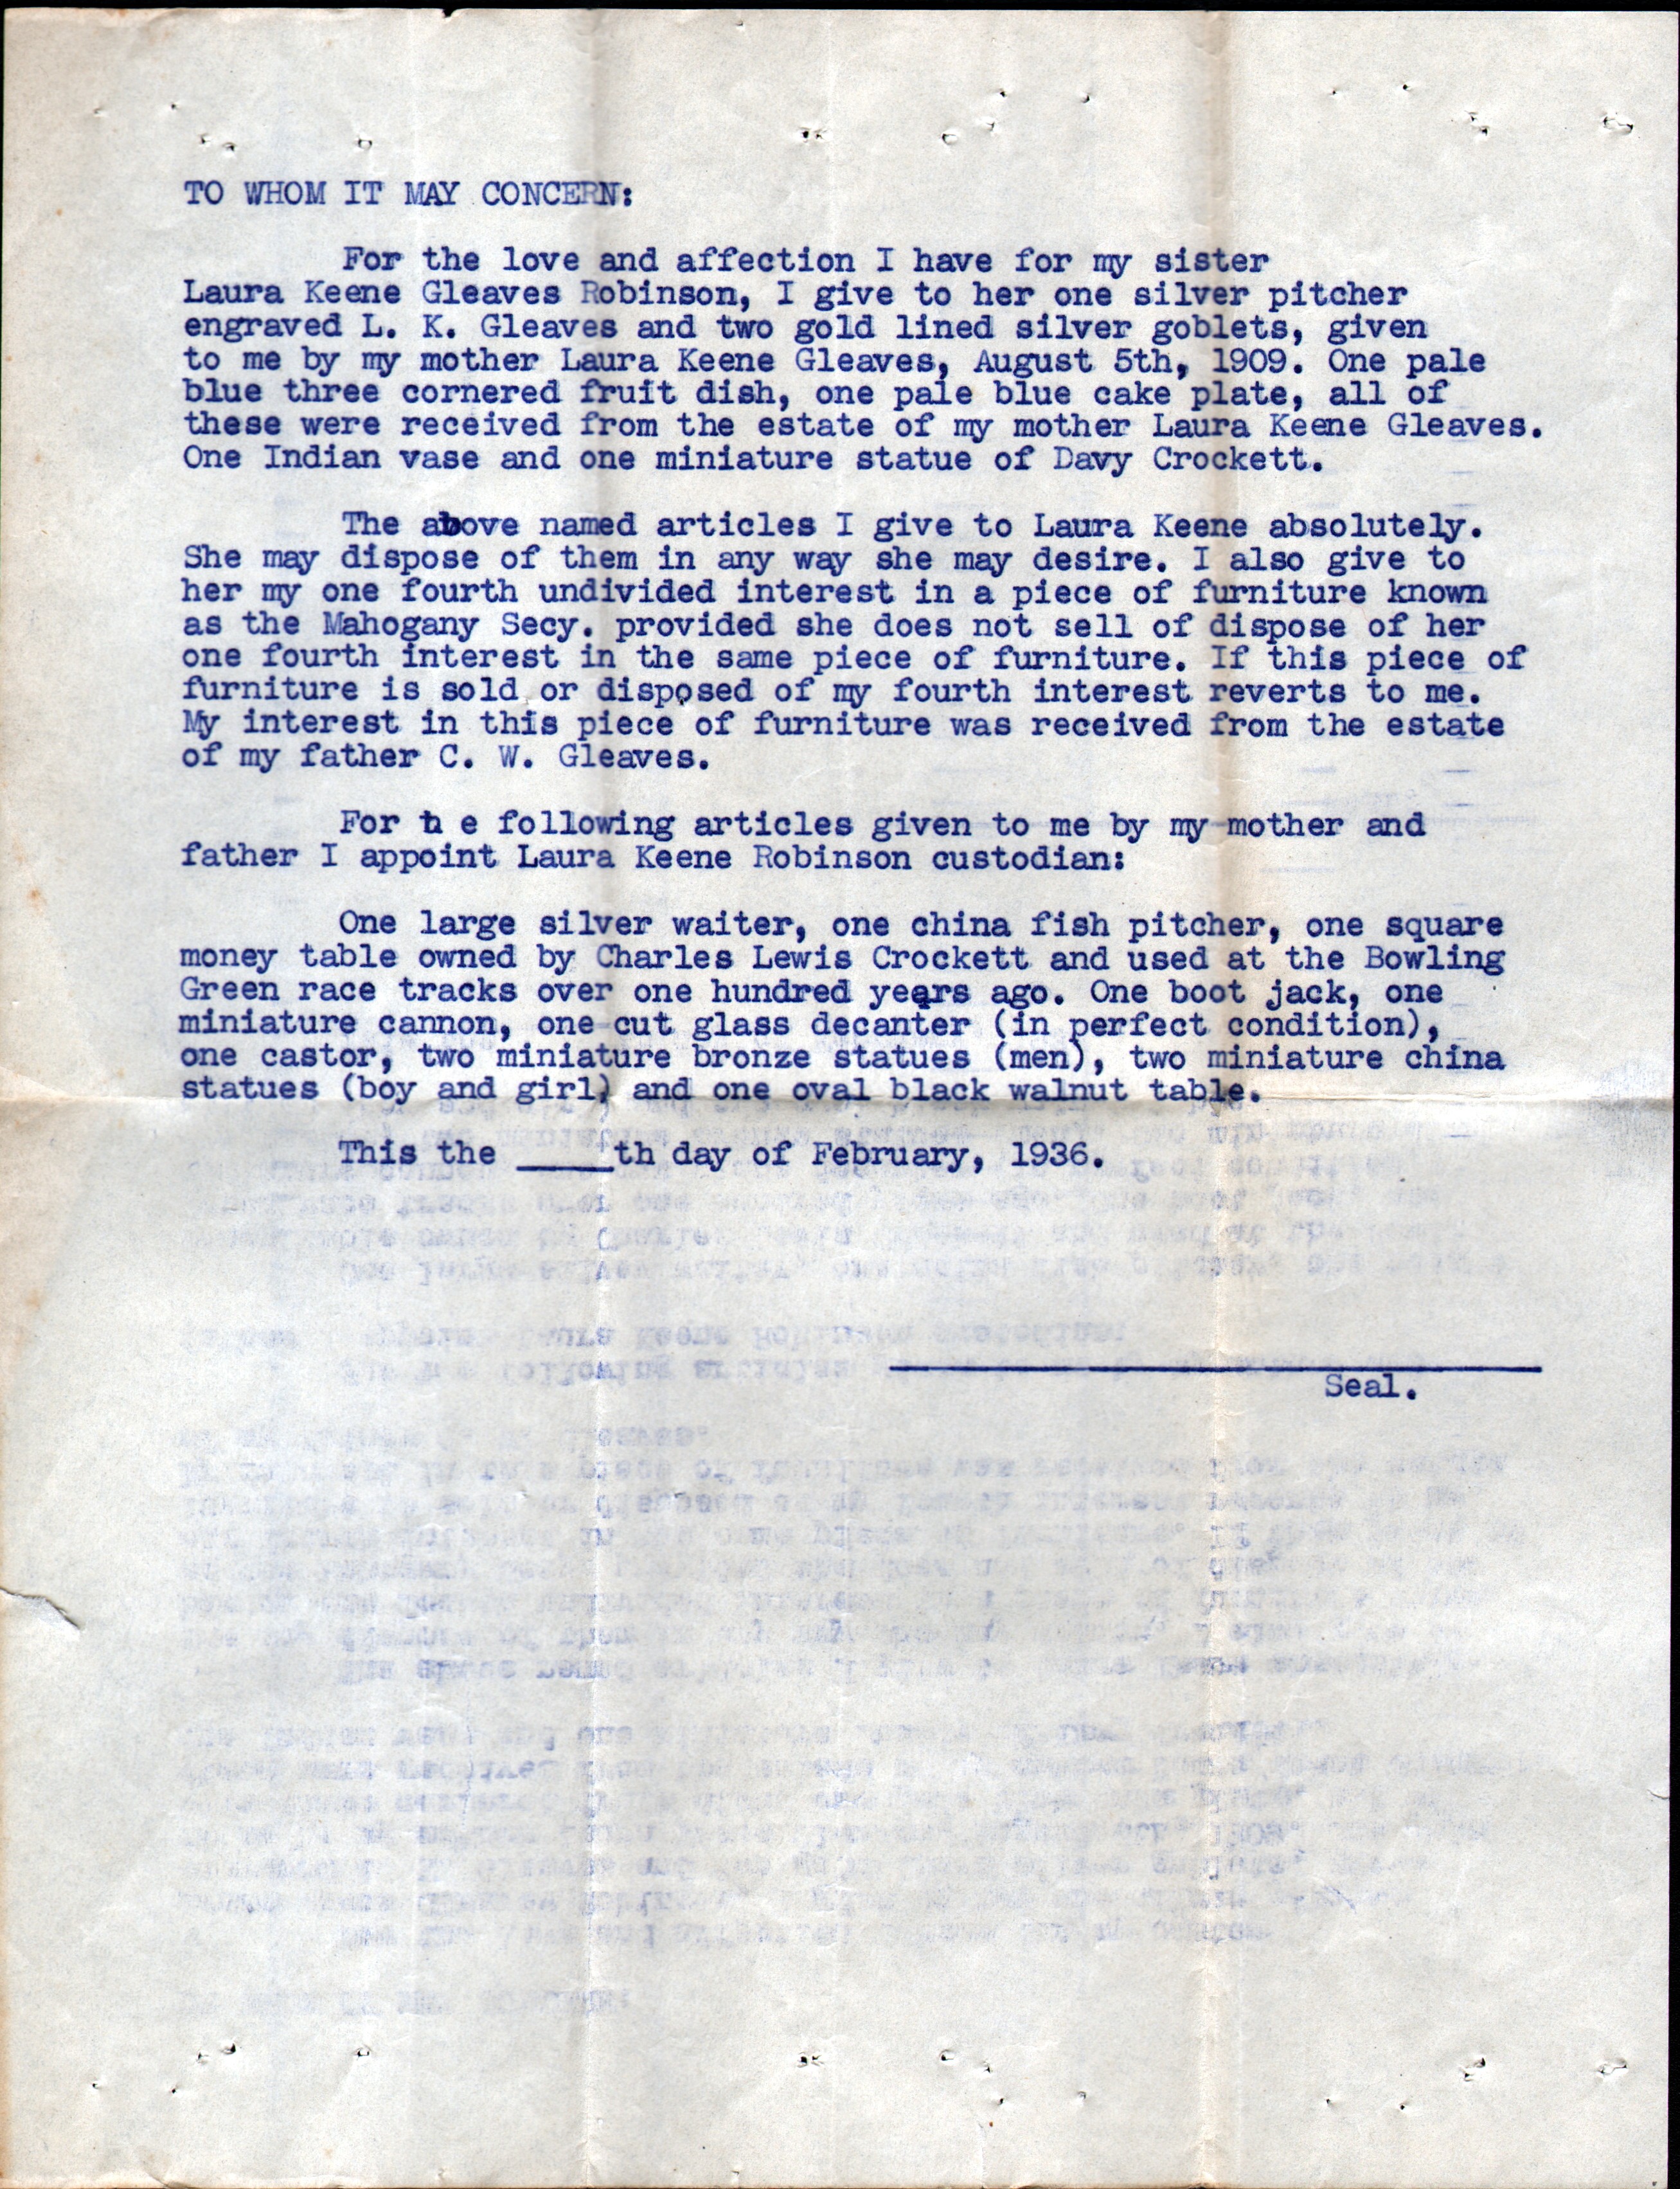 TO WHOM IT MAY CONCERN:
For the love and affection I have for my sister
Laura Keene Gleaves Robinson, I give to her one silver pitcher
engraved L. K. Gleaves and two gold lined silver goblets, given
to me by my mother Laura Keene Gleaves, August 5th, 1909. One pale
blue three cornered fruit dish, one pale blue cake plate, all of
these were received from the estate of my mother Laura Keene Gleaves.
One Indian vase and one miniature statue of Davy Crockett.
The above named articles I give to Laura Keene absolutely.
She may dispose of them in any way she may desire. I also give to
her my one fourth undivided interest in a piece of furniture known
as the Mahogany Secy. provided she does not sell of dispose of her
one fourth interest in the same piece of furniture. If this piece of
furniture is sold or disposed of my fourth interest reverts to me.
My interest in this piece of furniture was received from the estate
of my father C. W. Gleaves.
For th e following articles given to me by my mother and
father I appoint Laura Keene Robinson custodian:
One large silver waiter, one china fish pitcher, one square
money table owned by Charles Lewis Crockett and used at the Bowling
Green race tracks over one hundred years ago. One boot jack, one
miniature cannon, one cut glass decanter (in perfect condition),
one castor, two miniature bronze statues (men), two miniature china
statues (boy and girl) and one oval black walnut table.
This the _____th day of February, 1936.
Seal.